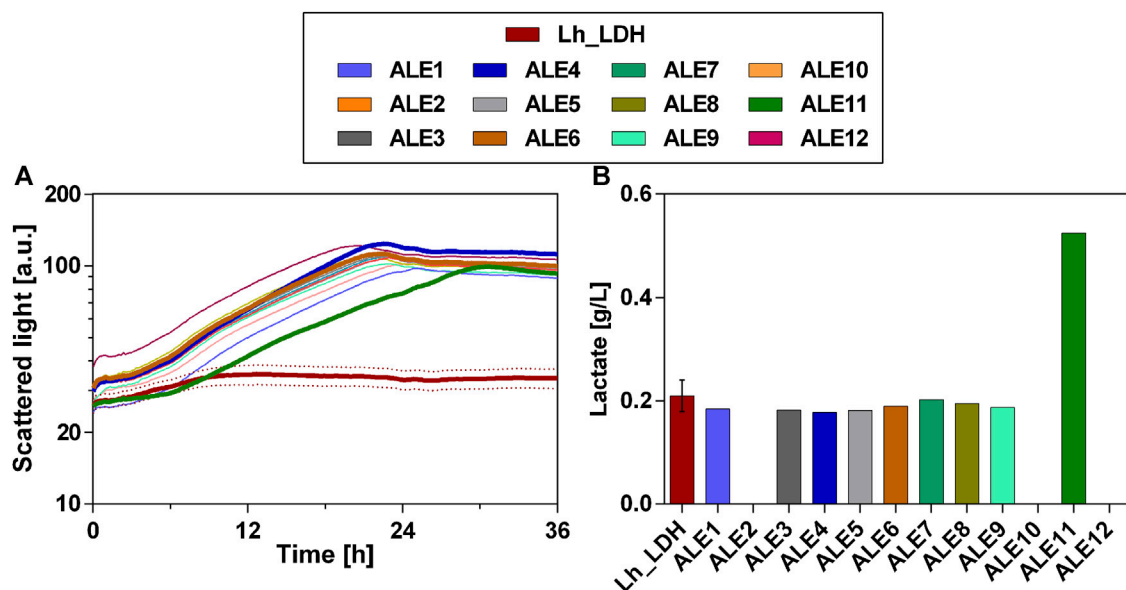 Lh_LDH
ALE1 ALE4 ALE7 ALE10
ALE2 ALE5 ALE8 ALE11
ALE3 ALE6 ALE9 ALE12
A
Scattered light [a.u.]
200
100
20
10
0 12 24 36
Time [h]
B
Lactate [g/L]
0.6
0.4
0.2
0.0
Lh_LDH ALE1 ALE2 ALE3 ALE4 ALE5 ALE6 ALE7 ALE8 ALE9 ALE10 ALE11 ALE12